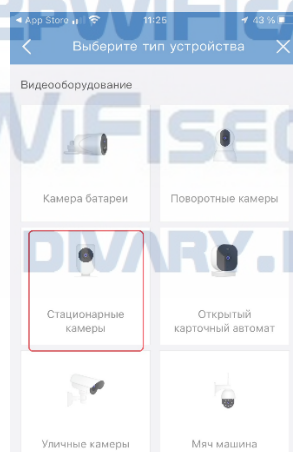 App Store
11:25
43 %
Выберите тип устройства
Видеооборудование
Камера батареи
Поворотные камеры
Стационарные
камеры
Открытый
карточный автомат
Уличные камеры
Мяч машина
DIVARY.